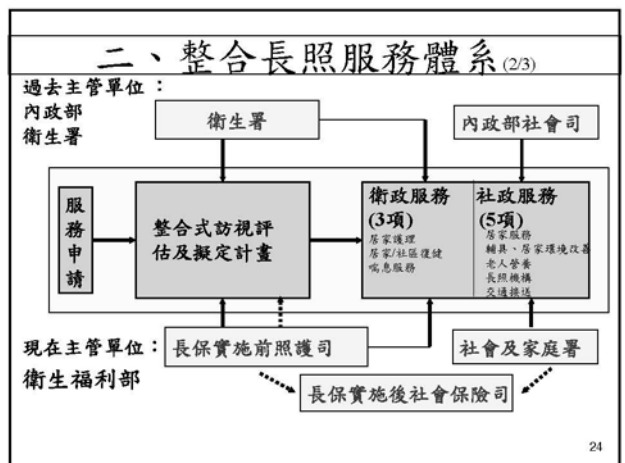 二、整合長照服務體系(2/3)
過去主管單位：
內政部
衛生署
衛生署
內政部社會司
服務申請
整合式訪視評
估及擬定計畫
衛政服務
(3項)
居家護理
居家/社區復健
喘息服務
社政服務
(5項)
居家服務
輔具、居家環境改善
老人營養
長照機構
交通接送
現在主管單位：
衛生福利部
長保實施前照護司
社會及家庭署
長保實施後社會保險司
24